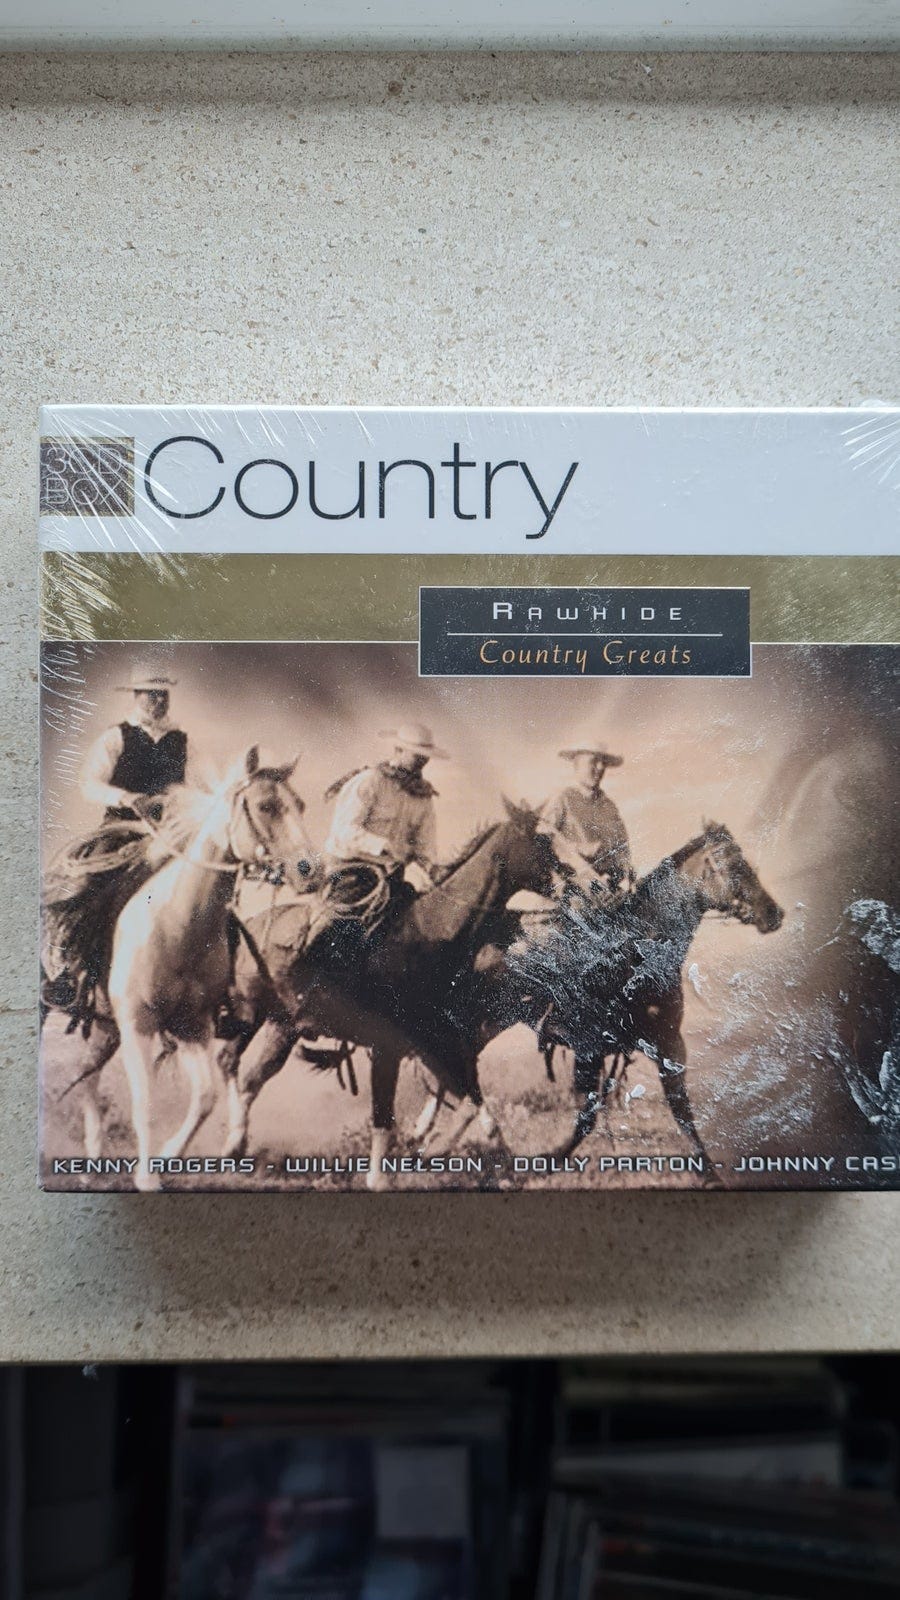 3CD
BOX
Country
RAWHIDE
Country Greats
KENNY ROGERS - WILLIE NELSON - DOLLY PARTON - JOHNNY CAS